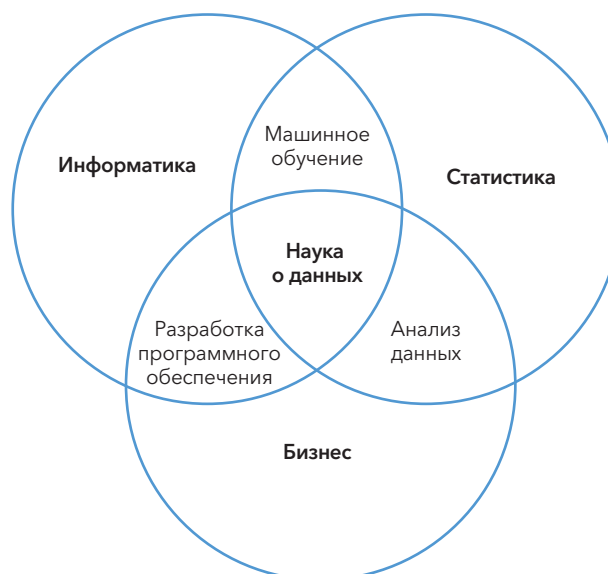 Машинное
обучение
Информатика
Статистика
Наука
о данных
Разработка
программного
обеспечения
Анализ
данных
Бизнес